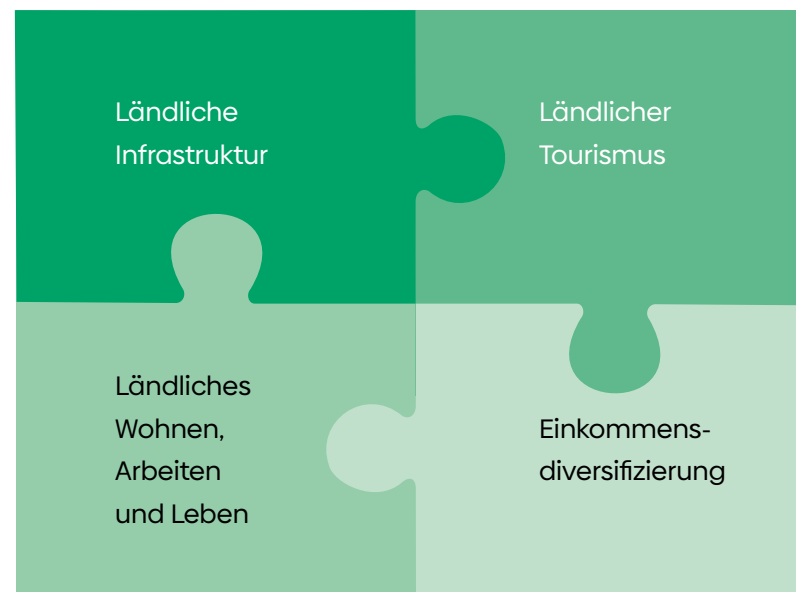 Ländliche
Infrastruktur
Ländlicher
Tourismus
Ländliches
Wohnen,
Arbeiten
und Leben
Einkommens-
diversifizierung